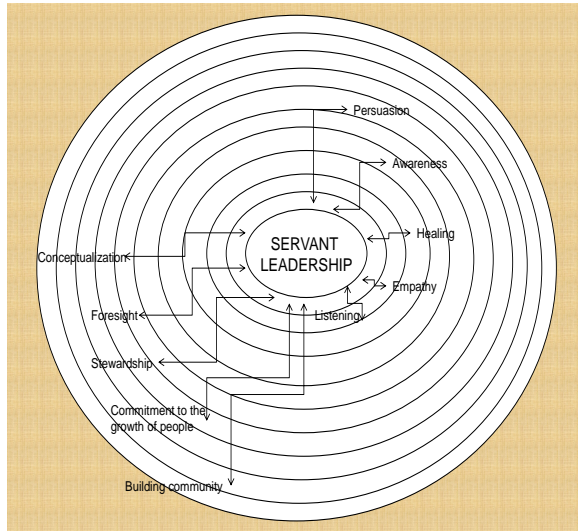 Persuasion
Awareness
SERVANT
LEADERSHIP
Healing
Conceptualization
Empathy
Foresight
Listening
Stewardship
Commitment to the
growth of people
Building community